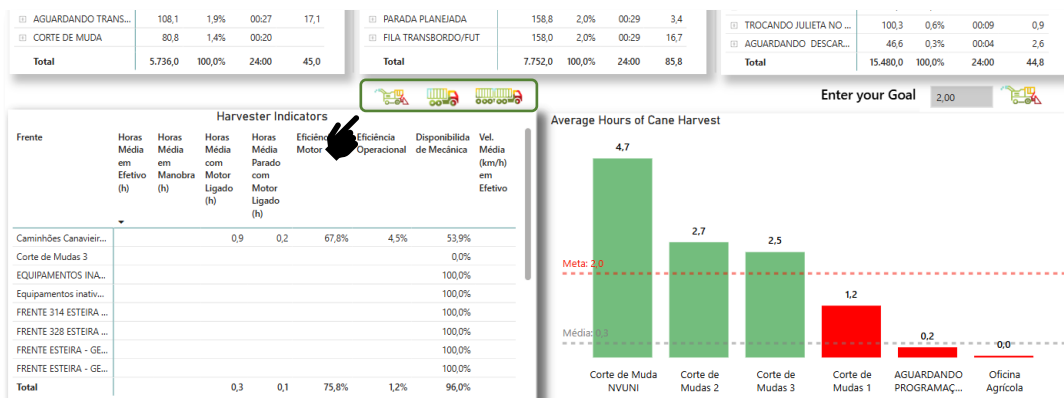 AGUARDANDO TRANS... 108,1 1,9% 00:27 17,1
CORTE DE MUDA 80,8 1,4% 00:20
Total 5.736,0 100,0% 24:00 45,0
PARADA PLANEJADA 158,8 2,0% 00:29 3,4
FILA TRANSBORDO/FUT 158,0 2,0% 00:29 16,7
Total 7.752,0 100,0% 24:00 85,8
TROCANDO JULIETA NO ... 100,3 0,6% 00:09 0,9
AGUARDANDO DESCAR... 46,6 0,3% 00:04 2,6
Total 15.480,0 100,0% 24:00 44,8
Enter your Goal 2,00
Harvester Indicators
Frente
Horas Média em Efetivo (h)
Horas Média em Manobra (h)
Horas Média com Motor Ligado (h)
Horas Média Parado com Motor Ligado (h)
Eficiênc
Motor
Eficiência Operacional
Disponibilida de Mecânica
Vel. Média (km/h) em Efetivo
Caminhões Canavieir... 0,9 0,2 67,8% 4,5% 53,9%
Corte de Mudas 3 0,0%
EQUIPAMENTOS INA... 100,0%
Equipamentos inativ... 100,0%
FRENTE 314 ESTEIRA ... 100,0%
FRENTE 328 ESTEIRA ... 100,0%
FRENTE ESTEIRA - GE... 100,0%
FRENTE ESTEIRA - GE... 100,0%
Total 0,3 0,1 75,8% 1,2% 96,0%
Average Hours of Cane Harvest
4,7
2,7
2,5
Meta: 2,0
1,2
Média: 0,3
0,2
0,0
Corte de Muda NVUNI
Corte de Mudas 2
Corte de Mudas 3
Corte de Mudas 1
AGUARDANDO PROGRAMAÇ...
Oficina Agrícola